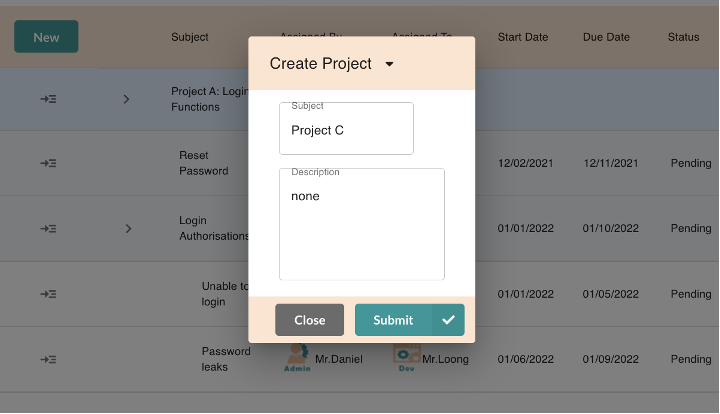 New
Subject
Assigned By
Assigned To
Start Date
Due Date
Status
Create Project
Project A: Login
Functions
Subject
Project C
Reset
Password
12/02/2021
12/11/2021
Pending
Description
none
Login
Authorisations
01/01/2022
01/10/2022
Pending
Unable to
login
01/01/2022
01/05/2022
Pending
Close
Submit
Password
leaks
Admin
Mr.Daniel
Dev
Mr.Loong
01/06/2022
01/09/2022
Pending